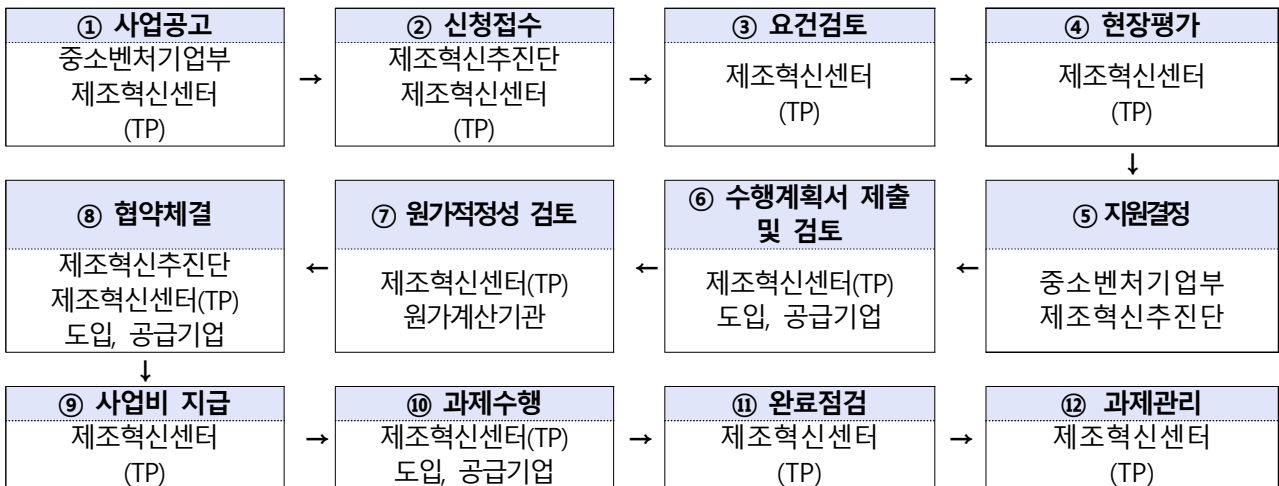 ① 사업공고
중소벤처기업부
제조혁신센터
(TP)
→
② 신청접수
제조혁신추진단
제조혁신센터
(TP)
→
③ 요건검토
제조혁신센터
(TP)
→
④ 현장평가
제조혁신센터
(TP)
↓
⑤ 지원결정
중소벤처기업부
제조혁신추진단
←
⑥ 수행계획서 제출
및 검토
제조혁신센터(TP)
도입, 공급기업
←
⑦ 원가적정성 검토
제조혁신센터(TP)
원가계산기관
←
⑧ 협약체결
제조혁신추진단
제조혁신센터(TP)
도입, 공급기업
↓
⑨ 사업비 지급
제조혁신센터
(TP)
→
⑩ 과제수행
제조혁신센터(TP)
도입, 공급기업
→
⑪ 완료점검
제조혁신센터
(TP)
→
⑫ 과제관리
제조혁신센터
(TP)